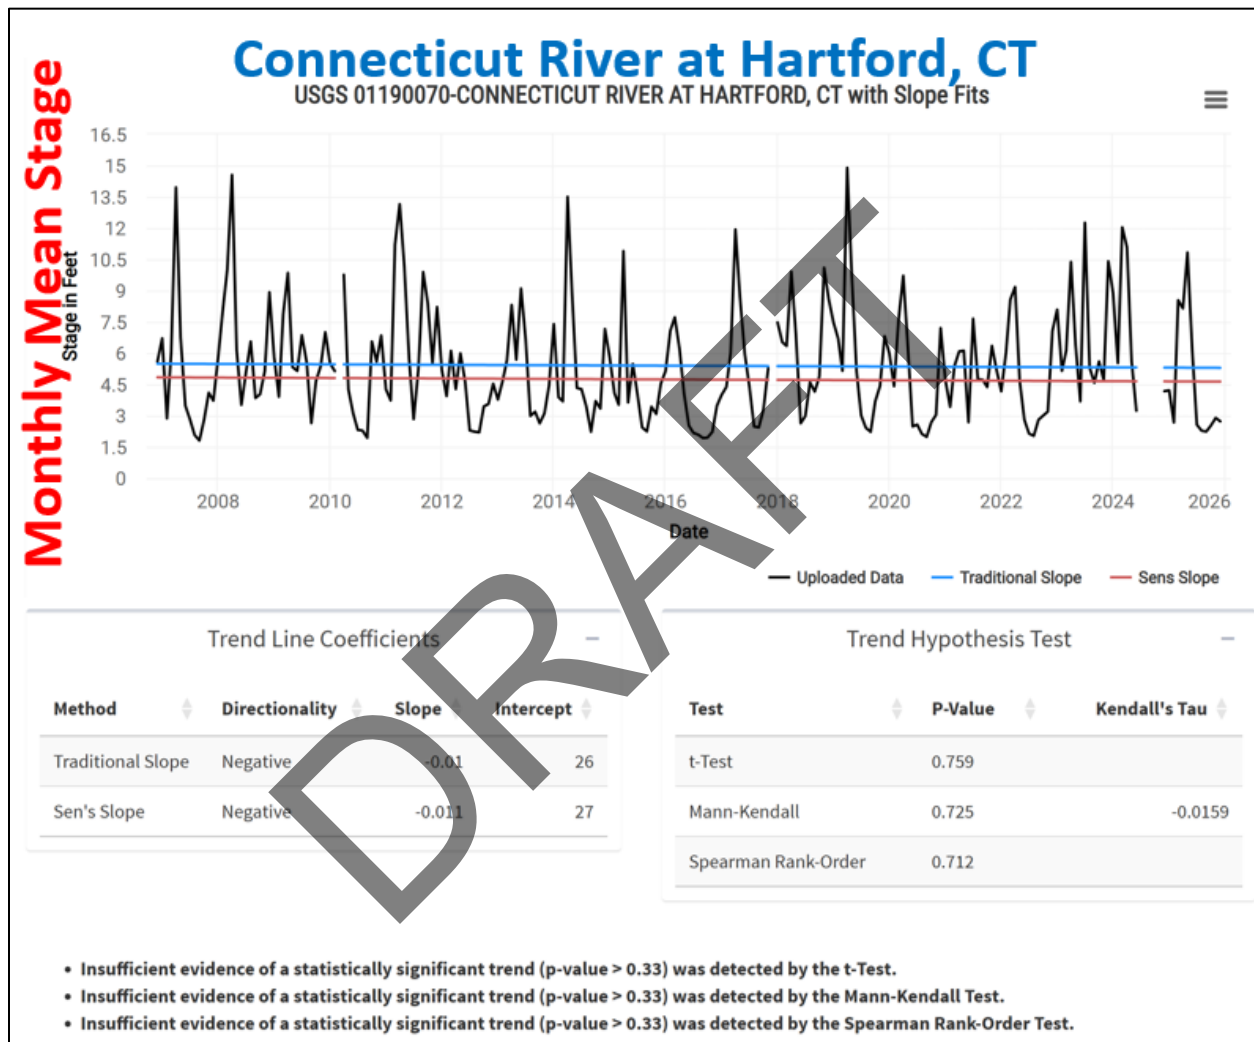 Connecticut River at Hartford, CT
USGS 01190070-CONNECTICUT RIVER AT HARTFORD, CT with Slope Fits
Monthly Mean Stage
Stage in Feet
16.5
15
13.5
12
10.5
9
7.5
6
4.5
3
1.5
0
2008 2010 2012 2014 2016 2018 2020 2022 2024 2026
Date
Uploaded Data Traditional Slope Sens Slope
DRAFT
Trend Line Coefficients
Method Directionality Slope Intercept
Traditional Slope Negative -0.01 26
Sen's Slope Negative -0.011 27
Trend Hypothesis Test
Test P-Value Kendall's Tau
t-Test 0.759
Mann-Kendall 0.725 -0.0159
Spearman Rank-Order 0.712
• Insufficient evidence of a statistically significant trend (p-value > 0.33) was detected by the t-Test.
• Insufficient evidence of a statistically significant trend (p-value > 0.33) was detected by the Mann-Kendall Test.
• Insufficient evidence of a statistically significant trend (p-value > 0.33) was detected by the Spearman Rank-Order Test.